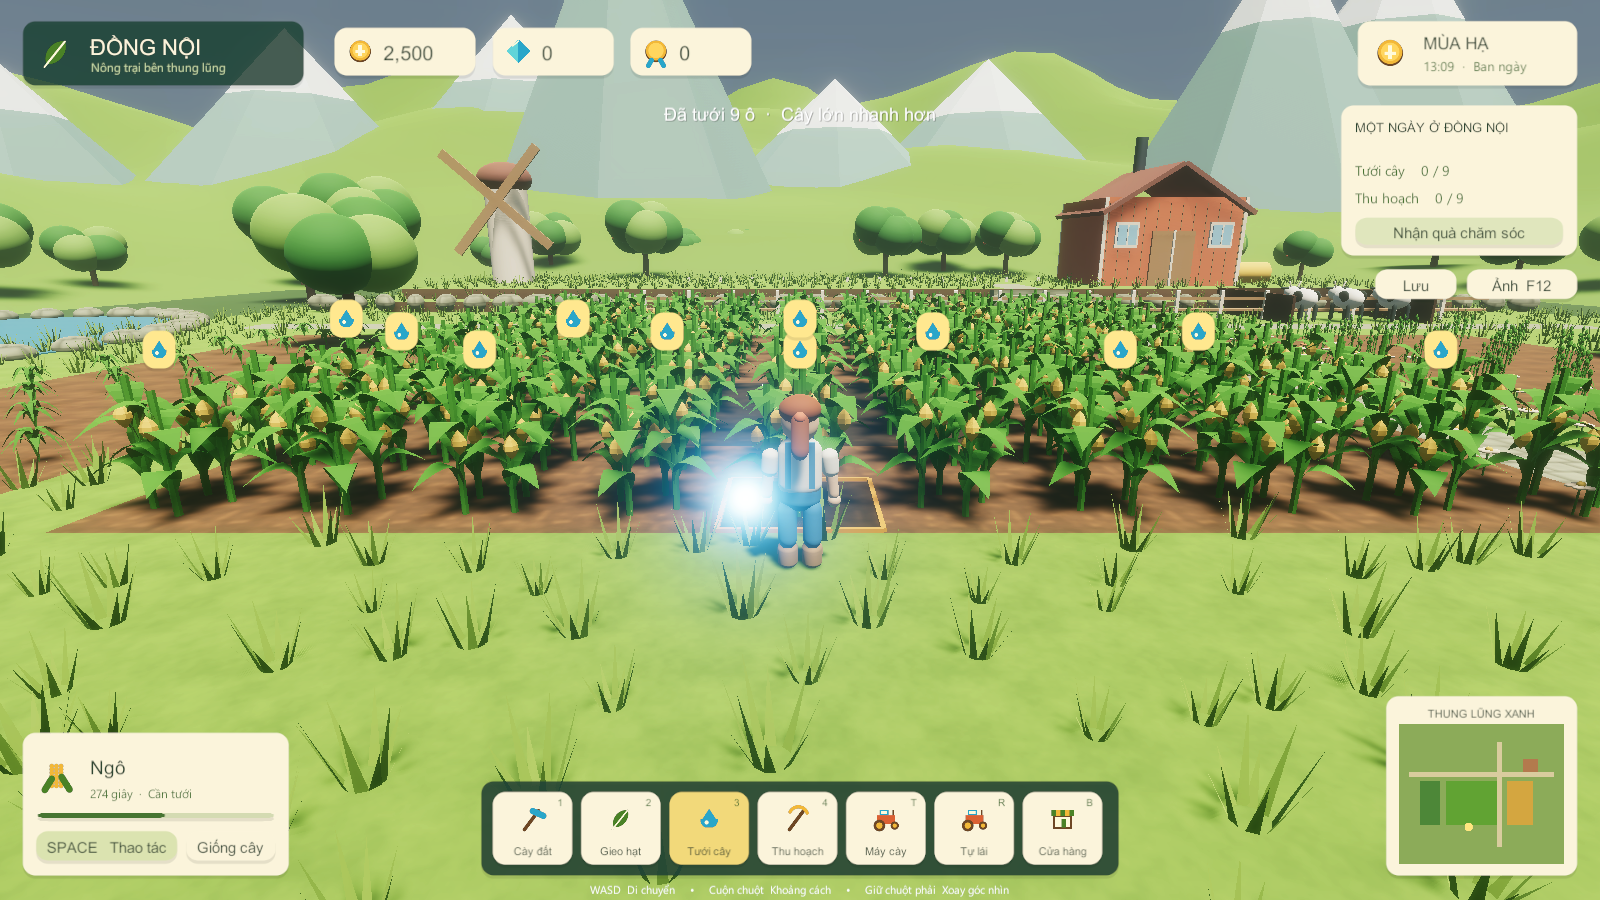 ĐỒNG NỘI
Nông trại bên thung lũng
2,500
0
0
MÙA HẠ
13:09 · Ban ngày
Đã tưới 9 ô · Cây lớn nhanh hơn
MỘT NGÀY Ở ĐỒNG NỘI
Tưới cây 0 / 9
Thu hoạch 0 / 9
Nhận quà chăm sóc
Lưu
Ảnh F12
Ngô
274 giây · Cần tưới
SPACE Thao tác
Giống cây
1
Cày đất
2
Gieo hạt
3
Tưới cây
4
Thu hoạch
T
Máy cày
R
Tự lái
B
Cửa hàng
WASD Di chuyển • Cuộn chuột Khoảng cách • Giữ chuột phải Xoay góc nhìn
THUNG LŨNG XANH